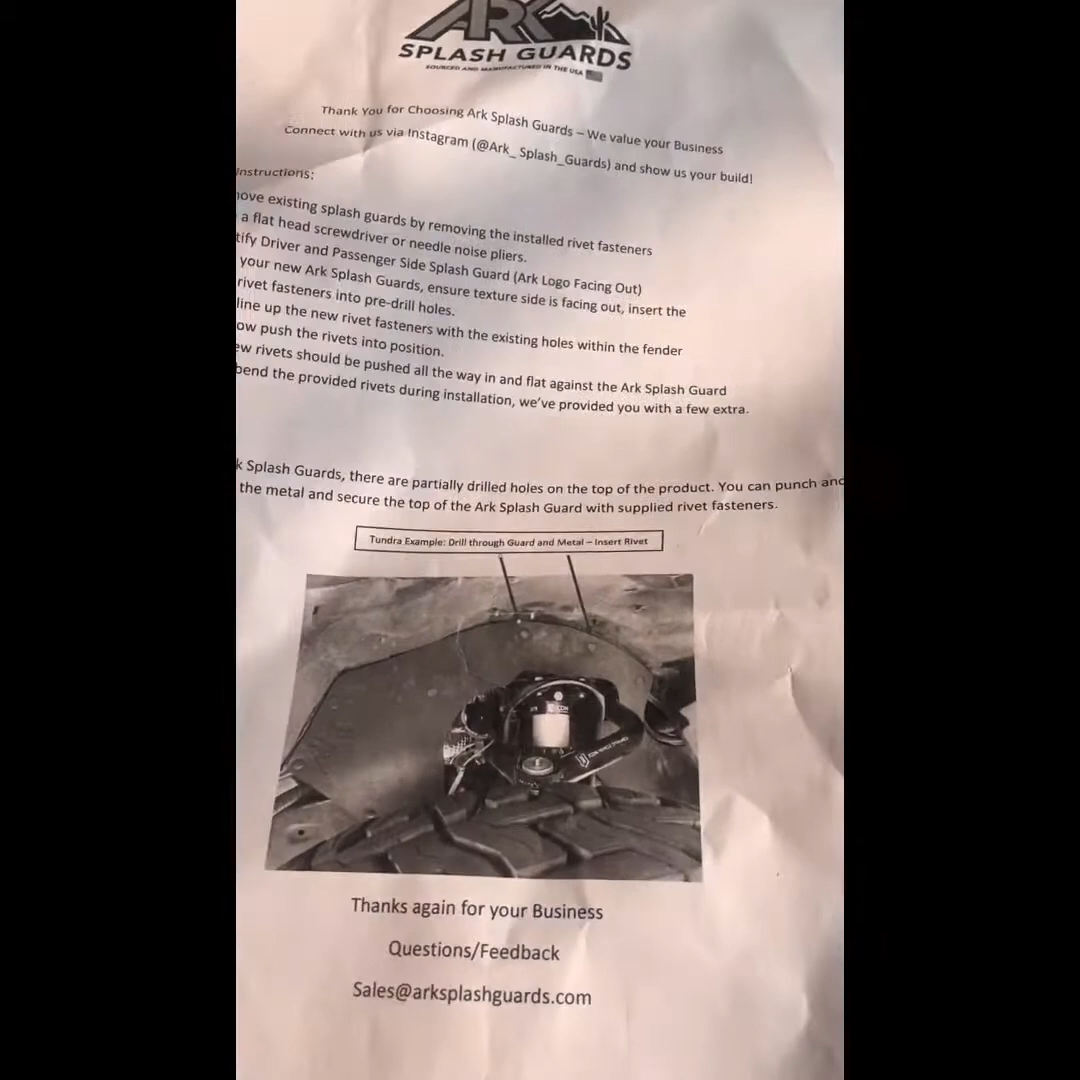 ARK
SPLASH GUARDS
SOURCED AND MANUFACTURED IN THE USA
Thank You for Choosing Ark Splash Guards – We value your Business
Connect with us via Instagram (@Ark_ Splash_Guards) and show us your build!
Instructions:
ove existing splash guards by removing the installed rivet fasteners
a flat head screwdriver or needle noise pliers.
tify Driver and Passenger Side Splash Guard (Ark Logo Facing Out)
your new Ark Splash Guards, ensure texture side is facing out, insert the
rivet fasteners into pre-drill holes.
line up the new rivet fasteners with the existing holes within the fender
ow push the rivets into position.
ew rivets should be pushed all the way in and flat against the Ark Splash Guard
bend the provided rivets during installation, we've provided you with a few extra.
k Splash Guards, there are partially drilled holes on the top of the product. You can punch and
the metal and secure the top of the Ark Splash Guard with supplied rivet fasteners.
Tundra Example: Drill through Guard and Metal – Insert Rivet
Thanks again for your Business
Questions/Feedback
Sales@arksplashguards.com